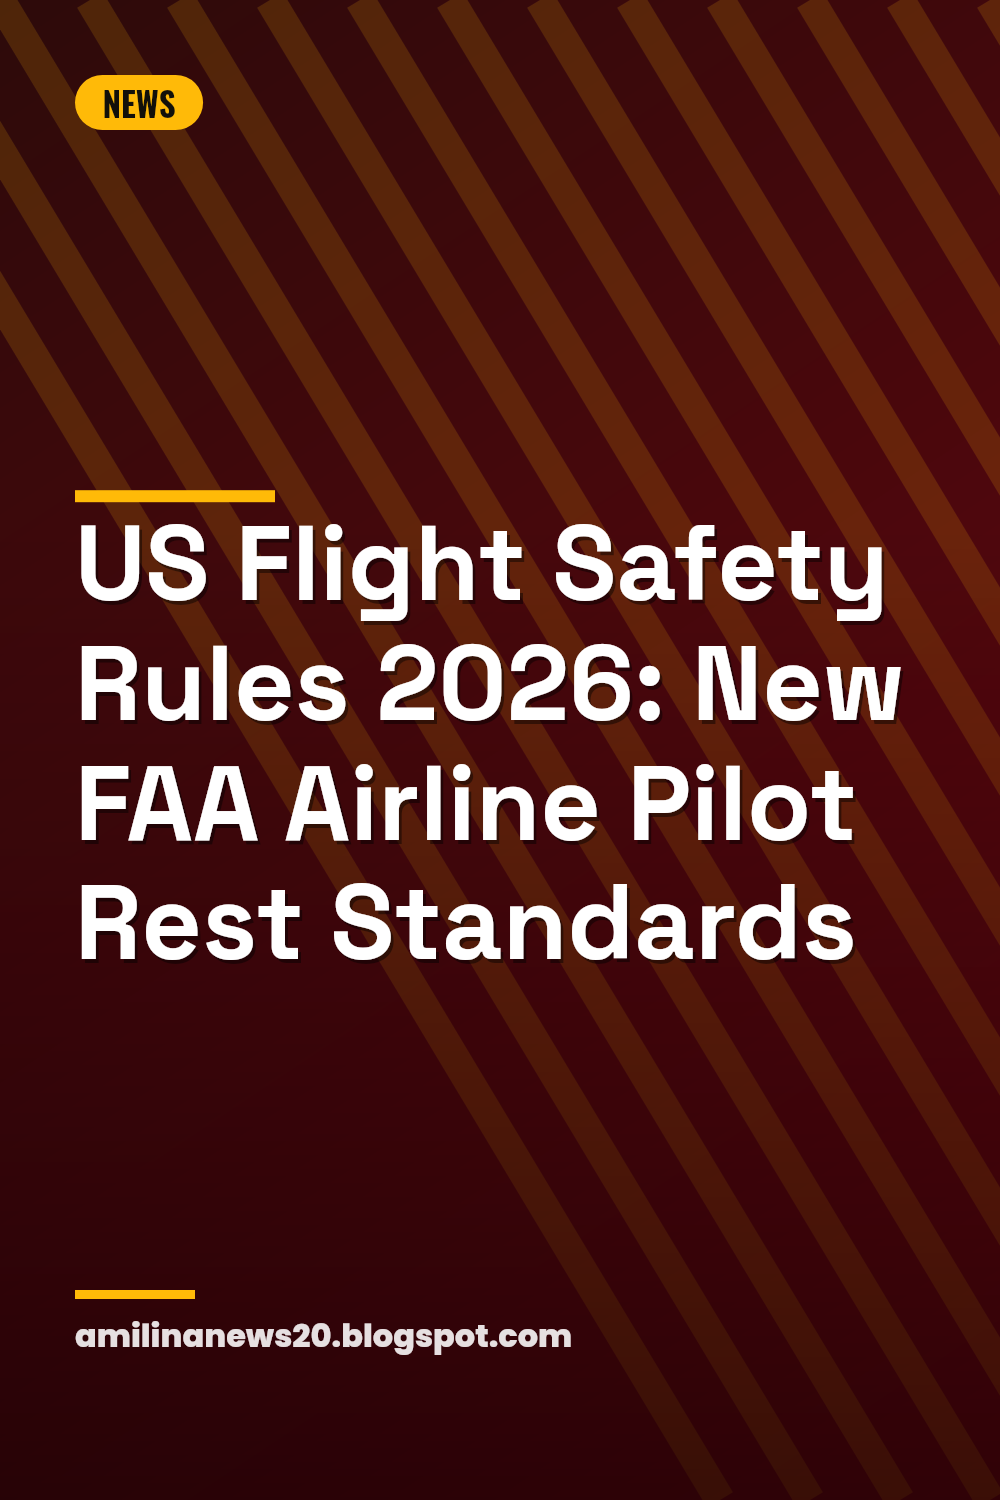 NEWS
US Flight Safety
Rules 2026: New
FAA Airline Pilot
Rest Standards
amilinanews20.blogspot.com